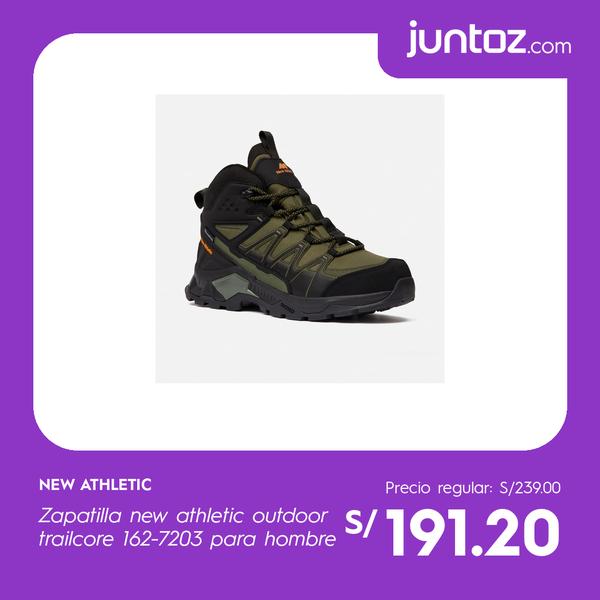 juntoz.com
NEW ATHLETIC
Zapatilla new athletic outdoor
trailcore 162-7203 para hombre
Precio regular: S/239.00
S/191.20